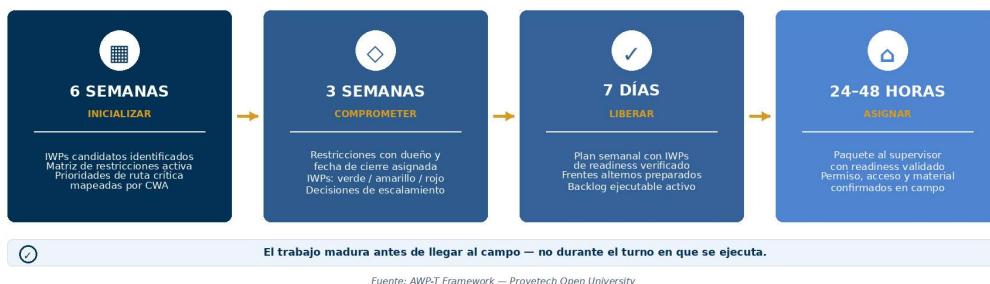 6 SEMANAS
INICIALIZAR
IWPs candidatos identificados
Matriz de restricciones activa
Prioridades de ruta crítica
mapeadas por CWA
3 SEMANAS
COMPROMETER
Restricciones con dueño y
fecha de cierre asignada
IWPs: verde / amarillo / rojo
Decisiones de escalamiento
7 DÍAS
LIBERAR
Plan semanal con IWPs
de readiness verificado
Frentes alternos preparados
Backlog ejecutable activo
24–48 HORAS
ASIGNAR
Paquete al supervisor
con readiness validado
Permiso, acceso y material
confirmados en campo
El trabajo madura antes de llegar al campo — no durante el turno en que se ejecuta.
Fuente: AWP-T Framework — Provetech Open University